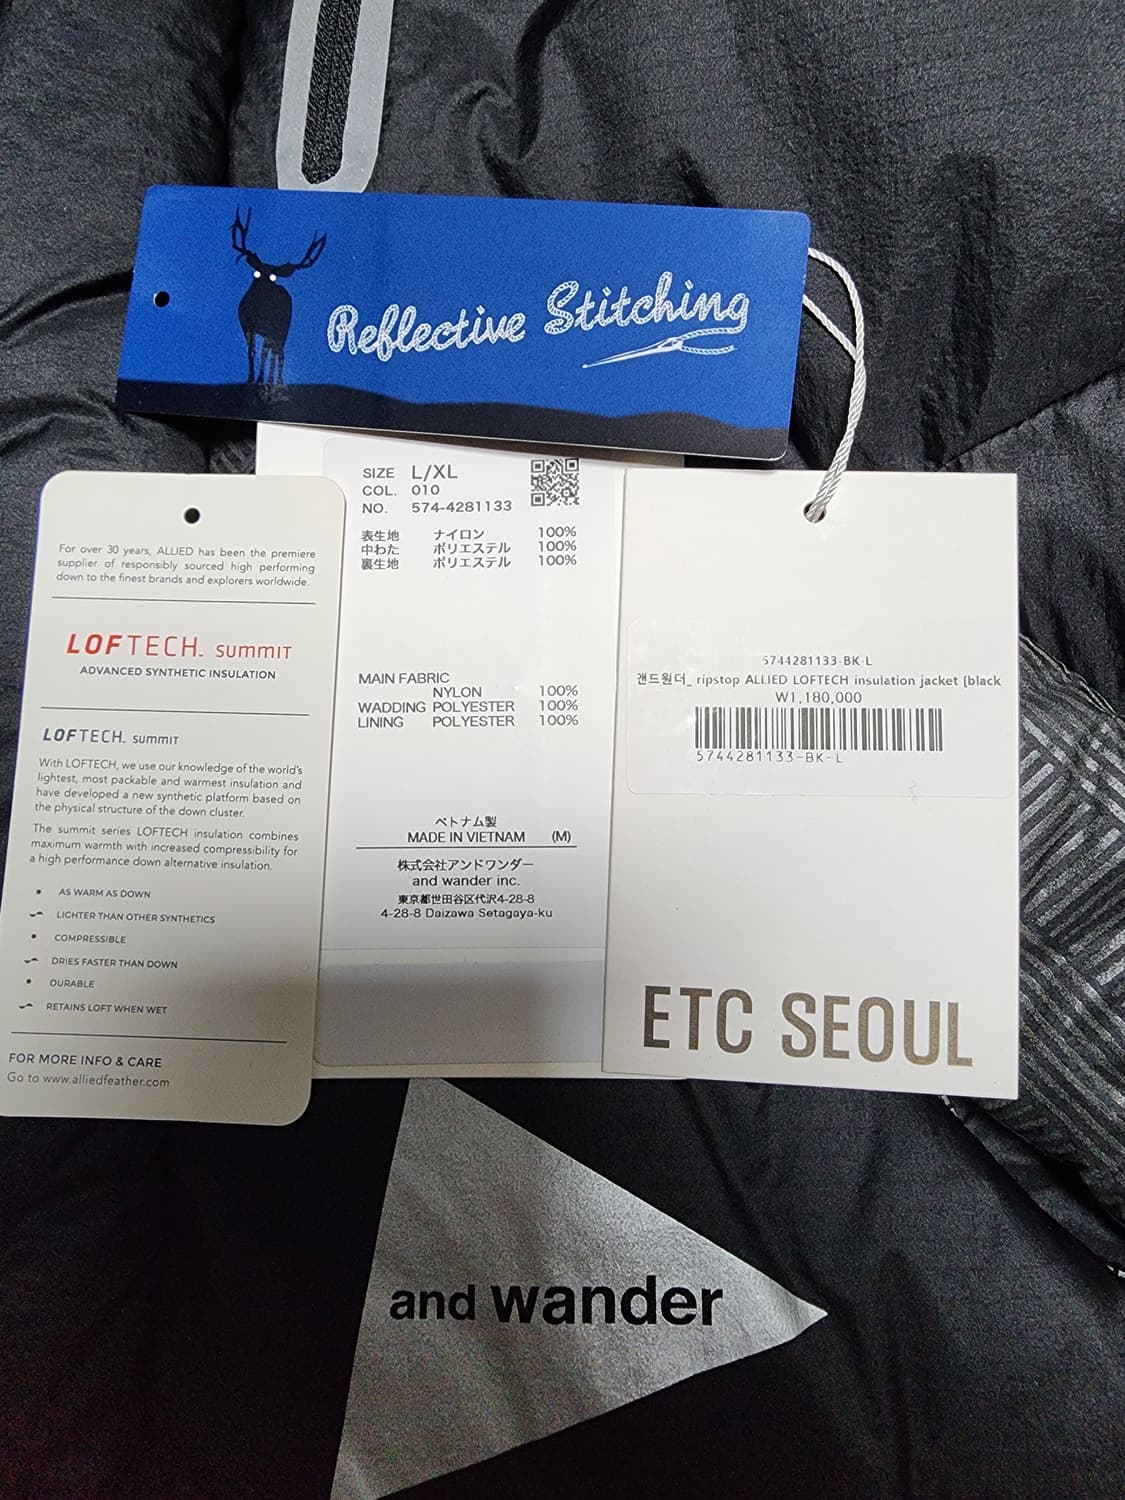 Reflective Stitching
For over 30 years, ALLIED has been the premiere
supplier of responsibly sourced high performing
down to the finest brands and explorers worldwide.
LOFTECH™ SUMMIT
ADVANCED SYNTHETIC INSULATION
LOFTECH™ SUMMIT
With LOFTECH, we use our knowledge of the world's
lightest, most packable and warmest insulation and
have developed a new synthetic platform based on
the physical structure of the down cluster.
The summit series LOFTECH insulation combines
maximum warmth with increased compressibility for
a high performance down alternative insulation.
AS WARM AS DOWN
LIGHTER THAN OTHER SYNTHETICS
COMPRESSIBLE
DRIES FASTER THAN DOWN
DURABLE
RETAINS LOFT WHEN WET
FOR MORE INFO & CARE
Go to www.alliedfeather.com
SIZE L/XL
COL. 010
NO. 574-4281133
表生地 ナイロン 100%
中わた ポリエステル 100%
裏生地 ポリエステル 100%
MAIN FABRIC
NYLON 100%
WADDING POLYESTER 100%
LINING POLYESTER 100%
ベトナム製
MADE IN VIETNAM (M)
株式会社アンドワンダー
and wander inc.
東京都世田谷区代沢4-28-8
4-28-8 Daizawa Setagaya-ku
5744281133-BK-L
앤드원더_ ripstop ALLIED LOFTECH insulation jacket [black
₩1,180,000
5744281133-BK-L
ETC SEOUL
and wander